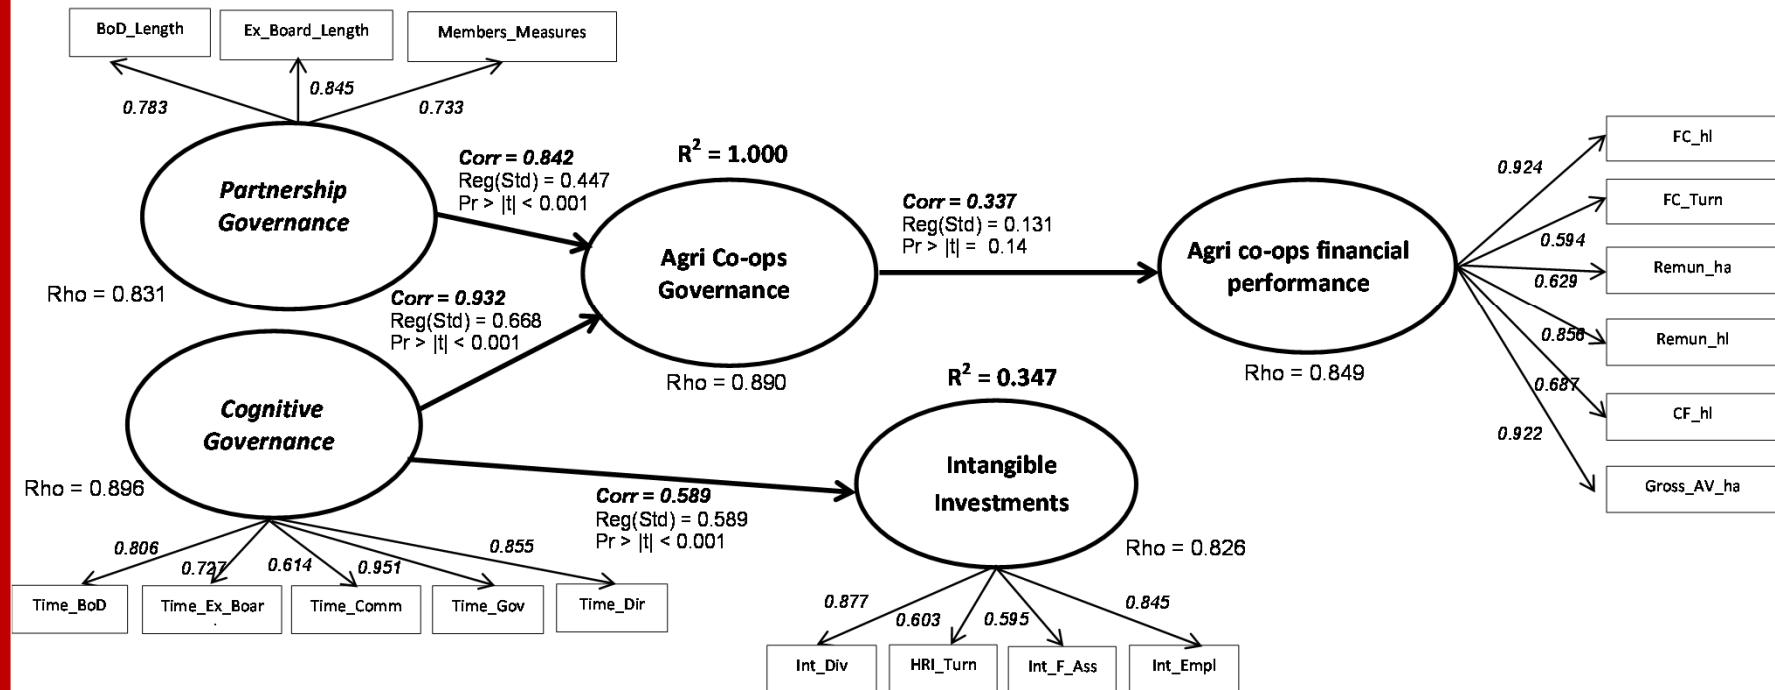 BoD_Length
Ex_Board_Length
Members_Measures
0.783
0.845
0.733
Partnership
Governance
Rho = 0.831
Corr = 0.842
Reg(Std) = 0.447
Pr > |t| < 0.001
R² = 1.000
Agri Co-ops
Governance
Rho = 0.890
Corr = 0.337
Reg(Std) = 0.131
Pr > |t| = 0.14
Agri co-ops financial
performance
Rho = 0.849
0.924
0.594
0.629
0.856
0.687
0.922
FC_hl
FC_Turn
Remun_ha
Remun_hl
CF_hl
Gross_AV_ha
Corr = 0.932
Reg(Std) = 0.668
Pr > |t| < 0.001
Cognitive
Governance
Rho = 0.896
0.806
0.727
0.614
0.951
0.855
Time_BoD
Time_Ex_Boar
Time_Comm
Time_Gov
Time_Dir
Corr = 0.589
Reg(Std) = 0.589
Pr > |t| < 0.001
R² = 0.347
Intangible
Investments
Rho = 0.826
0.877
0.603
0.595
0.845
Int_Div
HRI_Turn
Int_F_Ass
Int_Empl